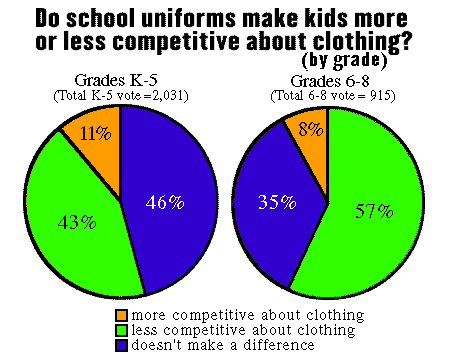 Do school uniforms make kids more
or less competitive about clothing?
(by grade)
Grades K-5
(Total K-5 vote=2,031)
11%
46%
43%
Grades 6-8
(Total 6-8 vote = 915)
8%
35%
57%
more competitive about clothing
less competitive about clothing
doesn't make a difference